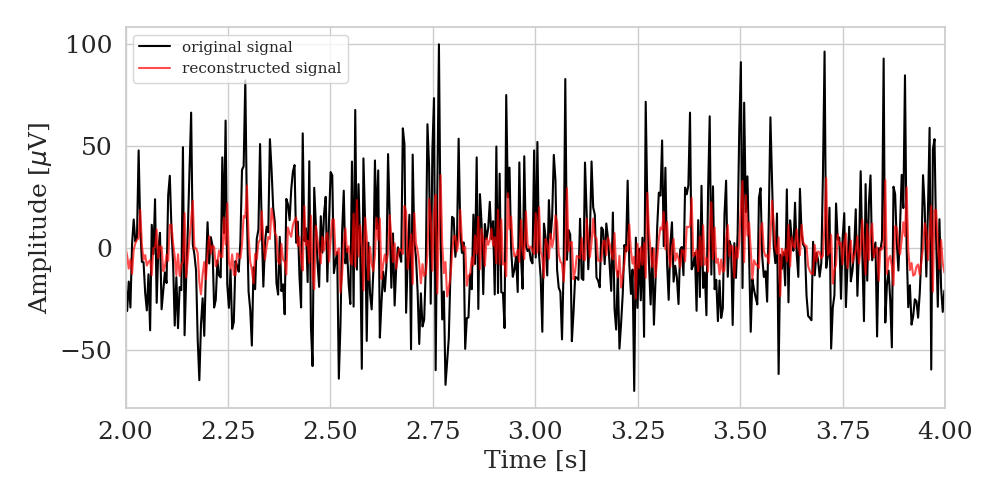 original signal
reconstructed signal
100
50
0
−50
Amplitude [μV]
2.00 2.25 2.50 2.75 3.00 3.25 3.50 3.75 4.00
Time [s]